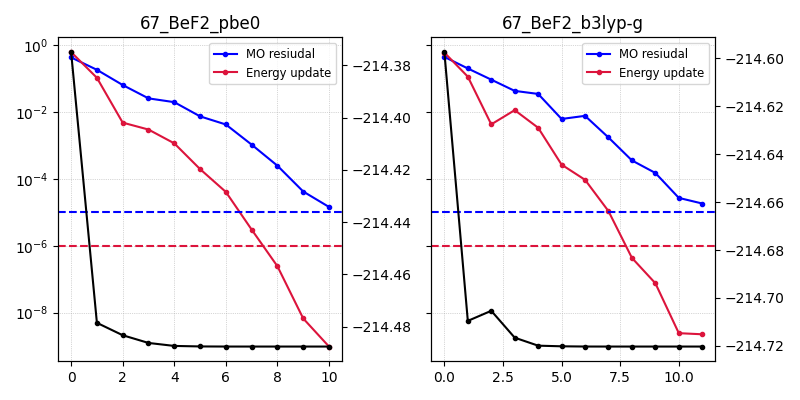 67_BeF2_pbe0
67_BeF2_b3lyp-g
MO resiudal
Energy update
MO resiudal
Energy update
10⁰
10⁻²
10⁻⁴
10⁻⁶
10⁻⁸
−214.38
−214.40
−214.42
−214.44
−214.46
−214.48
−214.60
−214.62
−214.64
−214.66
−214.68
−214.70
−214.72
0 2 4 6 8 10
0.0 2.5 5.0 7.5 10.0